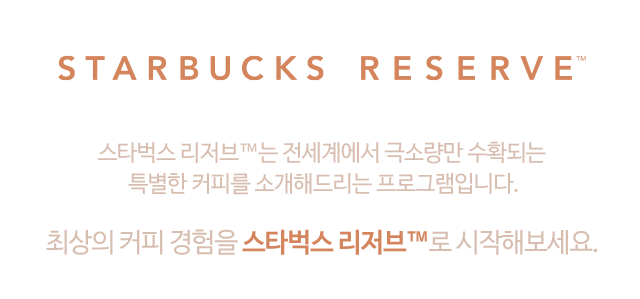 STARBUCKS RESERVE™
스타벅스 리저브™는 전세계에서 극소량만 수확되는
특별한 커피를 소개해드리는 프로그램입니다.
최상의 커피 경험을 스타벅스 리저브™로 시작해보세요.